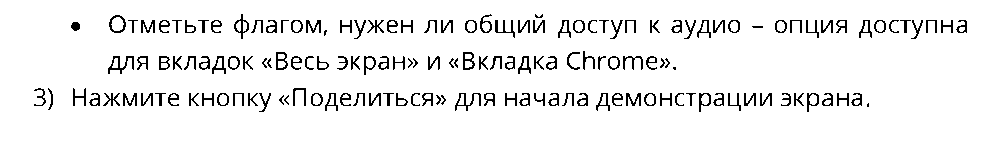 • Отметьте флагом, нужен ли общий доступ к аудио – опция доступна
для вкладок «Весь экран» и «Вкладка Chrome».
3) Нажмите кнопку «Поделиться» для начала демонстрации экрана.